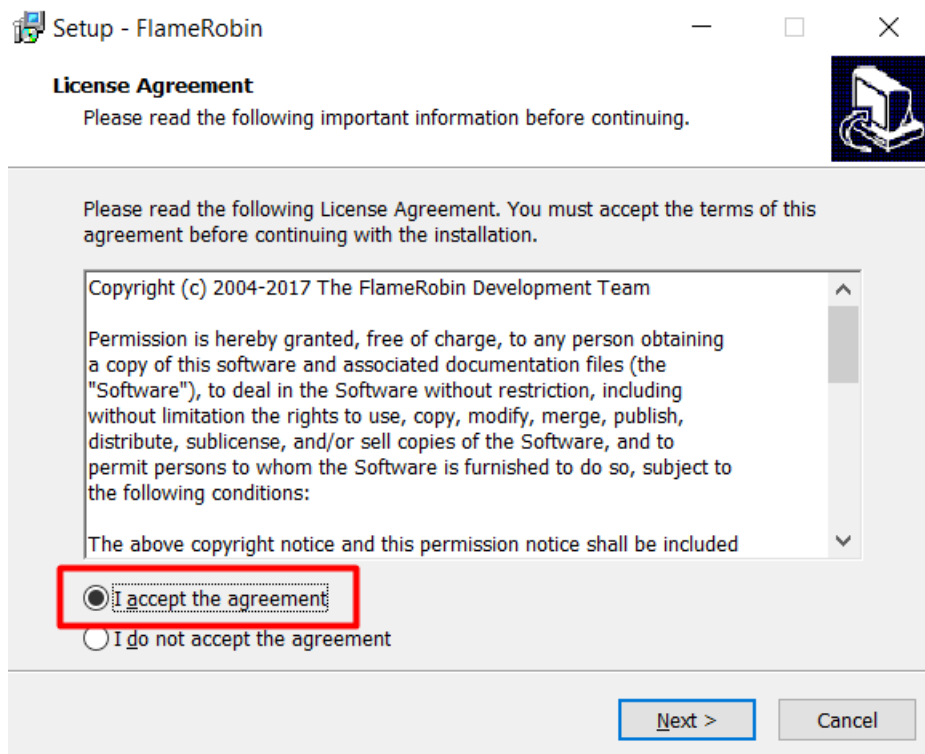 Setup - FlameRobin
License Agreement
Please read the following important information before continuing.
Please read the following License Agreement. You must accept the terms of this
agreement before continuing with the installation.
Copyright (c) 2004-2017 The FlameRobin Development Team
Permission is hereby granted, free of charge, to any person obtaining
a copy of this software and associated documentation files (the
"Software"), to deal in the Software without restriction, including
without limitation the rights to use, copy, modify, merge, publish,
distribute, sublicense, and/or sell copies of the Software, and to
permit persons to whom the Software is furnished to do so, subject to
the following conditions:
The above copyright notice and this permission notice shall be included
I accept the agreement
I do not accept the agreement
Next >
Cancel